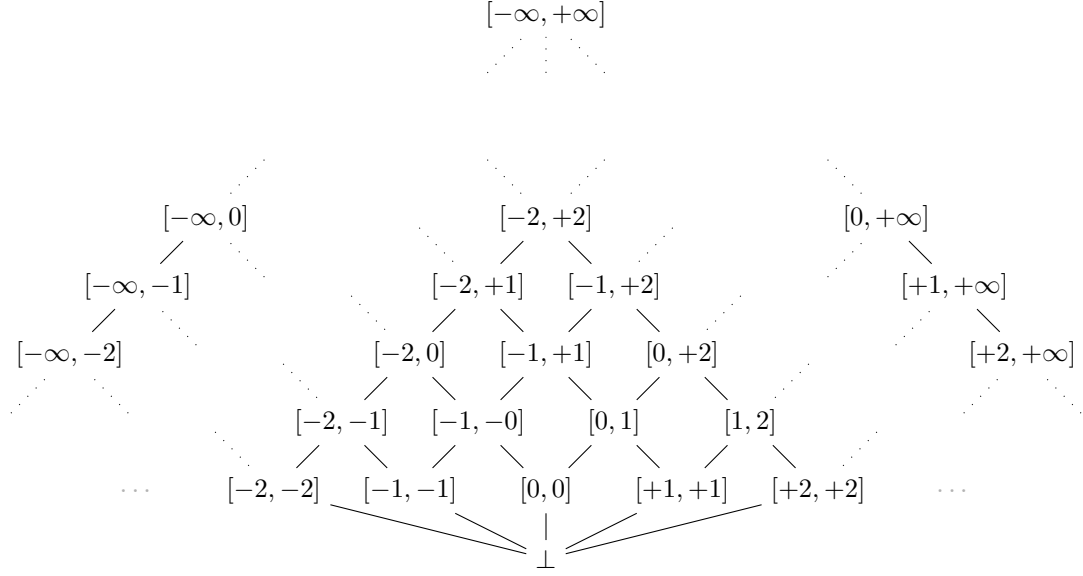 [−∞, +∞]
[−∞, 0] [−2, +2] [0, +∞]
[−∞, −1] [−2, +1] [−1, +2] [+1, +∞]
[−∞, −2] [−2, 0] [−1, +1] [0, +2] [+2, +∞]
[−2, −1] [−1, −0] [0, 1] [1, 2]
··· [−2, −2] [−1, −1] [0, 0] [+1, +1] [+2, +2] ···
⊥